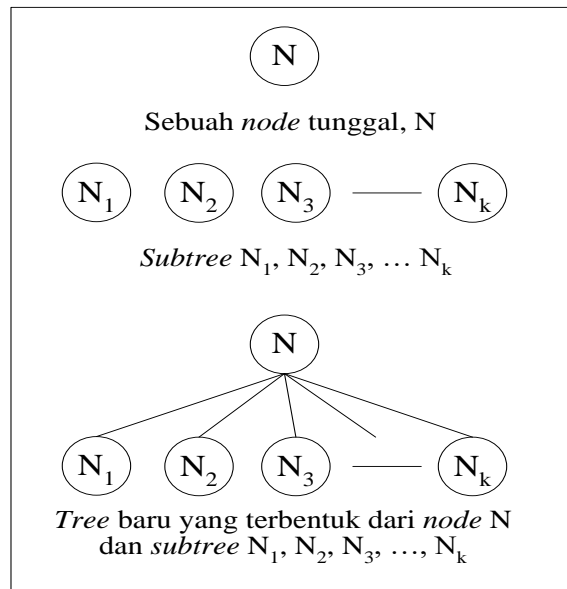 N
Sebuah node tunggal, N
N₁ N₂ N₃ Nₖ
Subtree N₁, N₂, N₃, … Nₖ
N
N₁ N₂ N₃ Nₖ
Tree baru yang terbentuk dari node N
dan subtree N₁, N₂, N₃, …, Nₖ